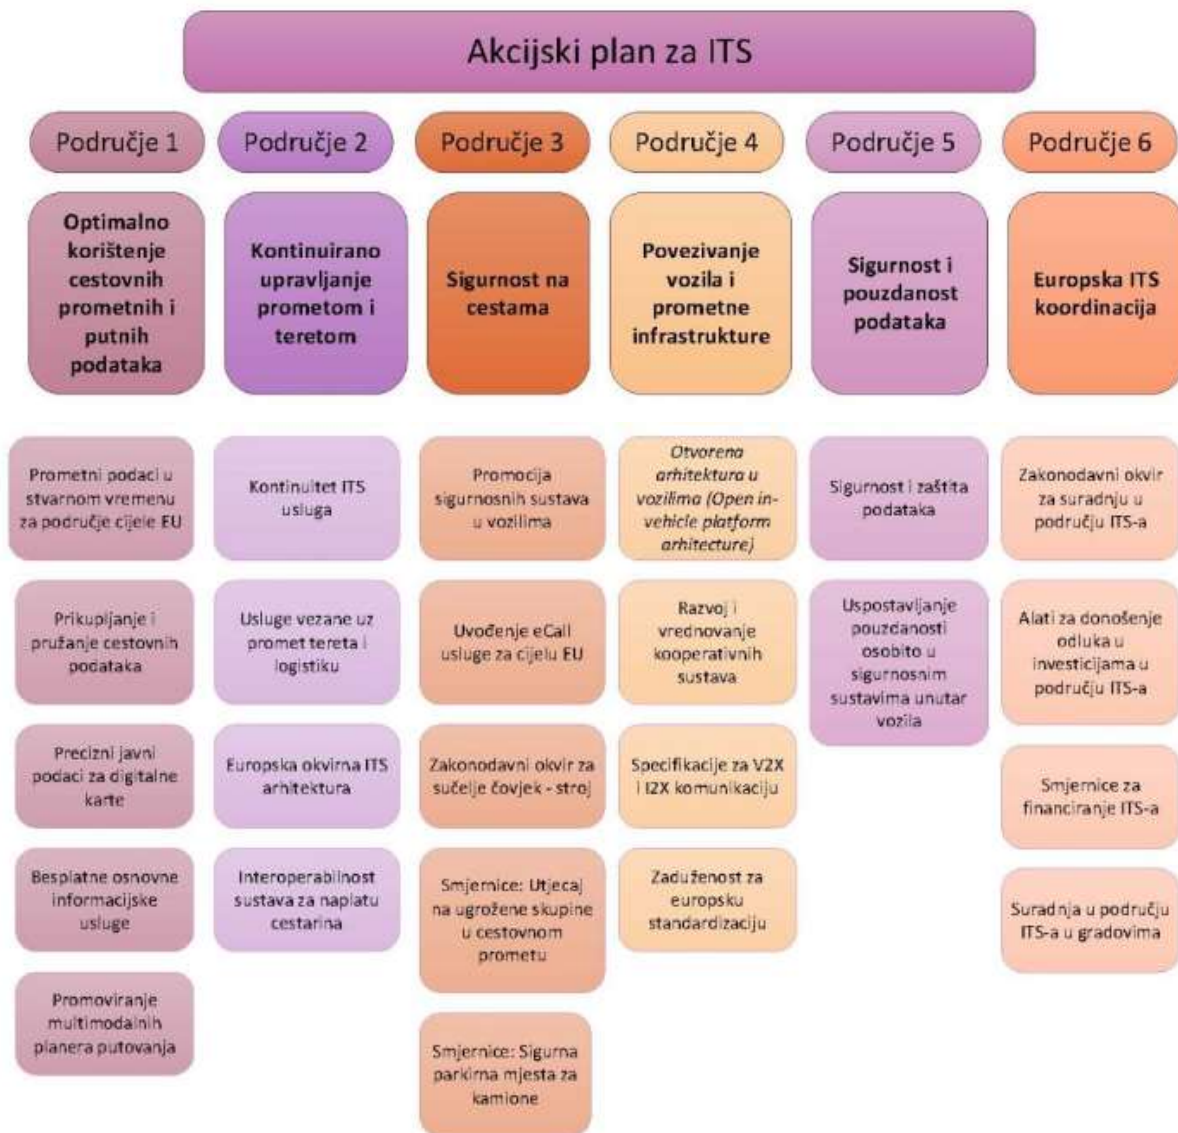 Akcijski plan za ITS
Područje 1
Područje 2
Područje 3
Područje 4
Područje 5
Područje 6
Optimalno
korištenje
cestovnih
prometnih i
putnih
podataka
Kontinuirano
upravljanje
prometom i
teretom
Sigurnost na
cestama
Povezivanje
vozila i
prometne
infrastrukture
Sigurnost i
pouzdanost
podataka
Europska ITS
koordinacija
Prometni podaci u
stvarnom vremenu
za područje cijele EU
Kontinuitet ITS
usluga
Promocija
sigurnosnih sustava
u vozilima
Otvorena
arhitektura u
vozilima (Open in-
vehicle platform
arhitecture)
Sigurnost i zaštita
podataka
Zakonodavni okvir
za suradnju u
području ITS-a
Prikupljanje i
pružanje cestovnih
podataka
Usluge vezane uz
promet tereta i
logistiku
Uvođenje eCall
usluge za cijelu EU
Razvoj i
vrednovanje
kooperativnih
sustava
Uspostavljanje
pouzdanosti
osobito u
sigurnosnim
sustavima unutar
vozila
Alati za donošenje
odluka u
investicijama u
području ITS-a
Precizni javni
podaci za digitalne
karte
Europska okvirna ITS
arhitektura
Zakonodavni okvir za
sučelje čovjek - stroj
Specifikacije za V2X
i I2X komunikaciju
Smjernice za
financiranje ITS-a
Besplatne osnovne
informacijske
usluge
Interoperabilnost
sustava za naplatu
cestarina
Smjernice: Utjecaj
na ugrožene skupine
u cestovnom
prometu
Zaduženost za
europsku
standardizaciju
Suradnja u području
ITS-a u gradovima
Promoviranje
multimodalnih
planera putovanja
Smjernice: Sigurna
parkirna mjesta za
kamione